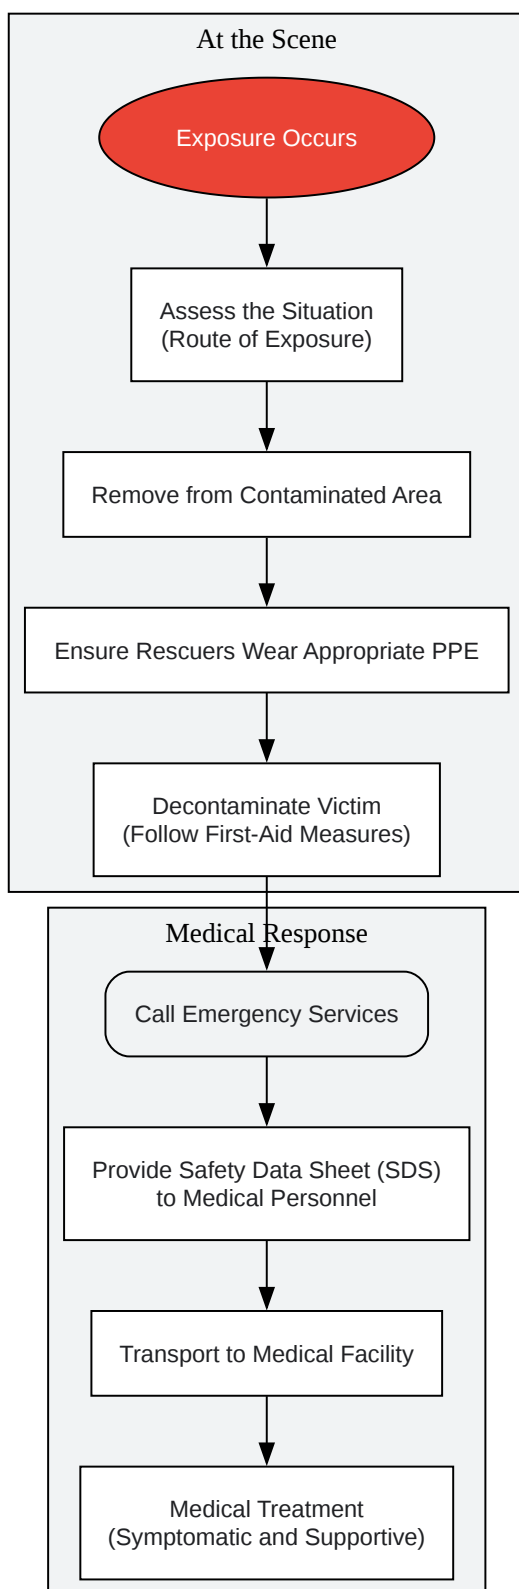 At the Scene
Exposure Occurs
Assess the Situation
(Route of Exposure)
Remove from Contaminated Area
Ensure Rescuers Wear Appropriate PPE
Decontaminate Victim
(Follow First-Aid Measures)
Medical Response
Call Emergency Services
Provide Safety Data Sheet (SDS)
to Medical Personnel
Transport to Medical Facility
Medical Treatment
(Symptomatic and Supportive)